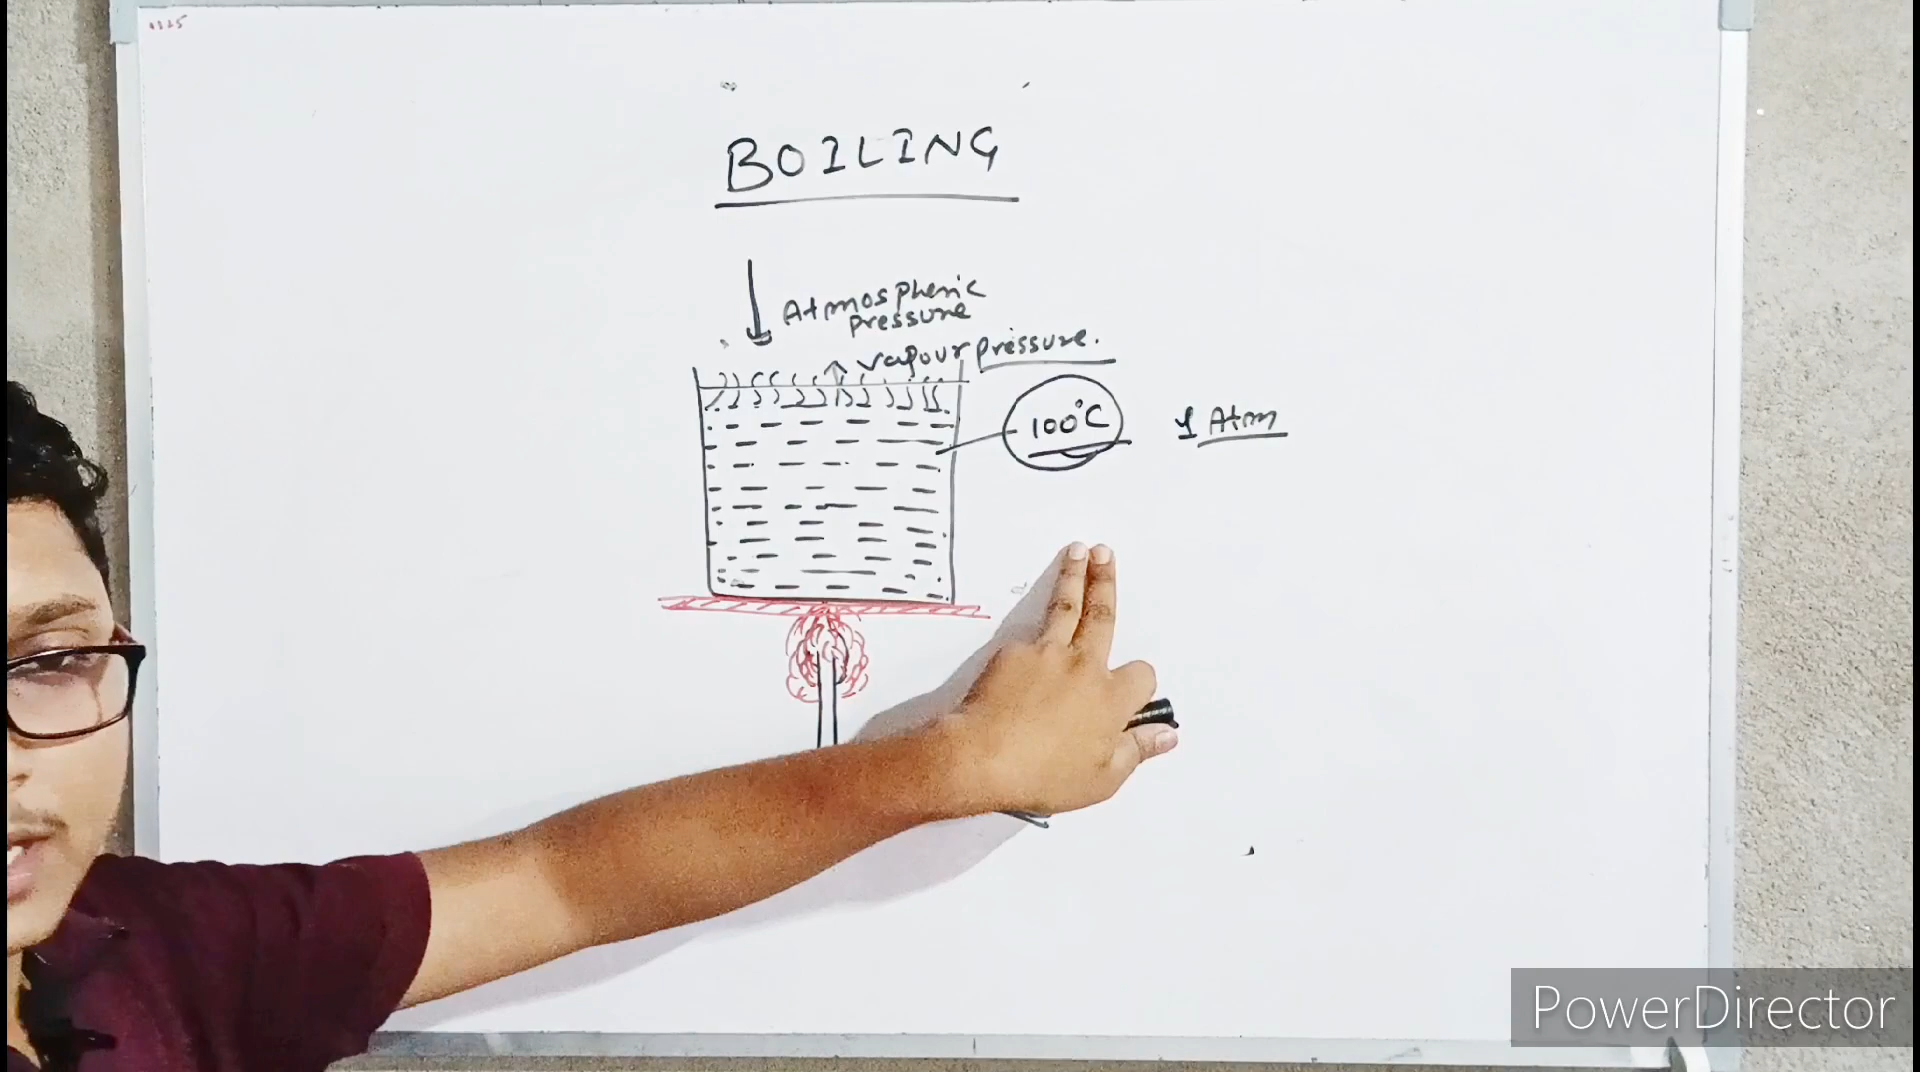 BOILING
Atmospheric
pressure
vapour pressure.
100°C
1 Atm
PowerDirector